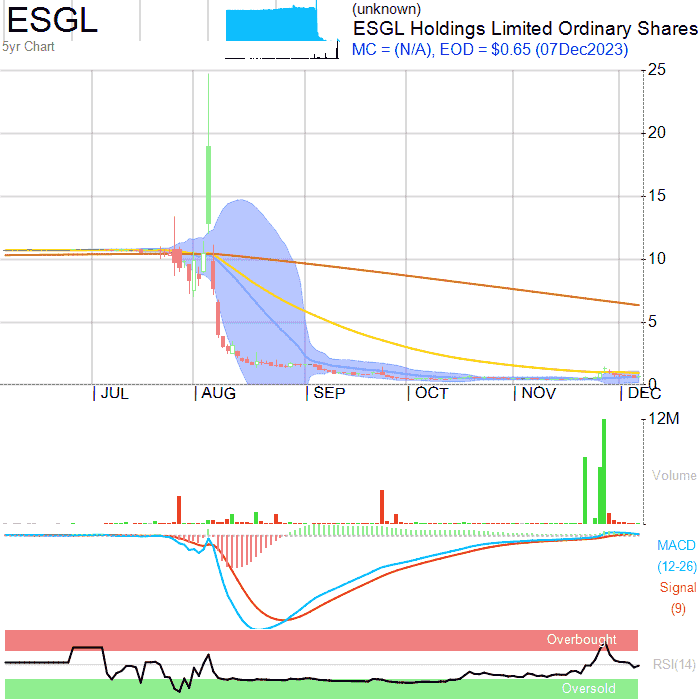 ESGL
5yr Chart
(unknown)
ESGL Holdings Limited Ordinary Shares
MC = (N/A), EOD = $0.65 (07Dec2023)
25
20
15
10
5
0
JUL AUG SEP OCT NOV DEC
12M
Volume
MACD
(12-26)
Signal
(9)
Overbought
RSI(14)
Oversold